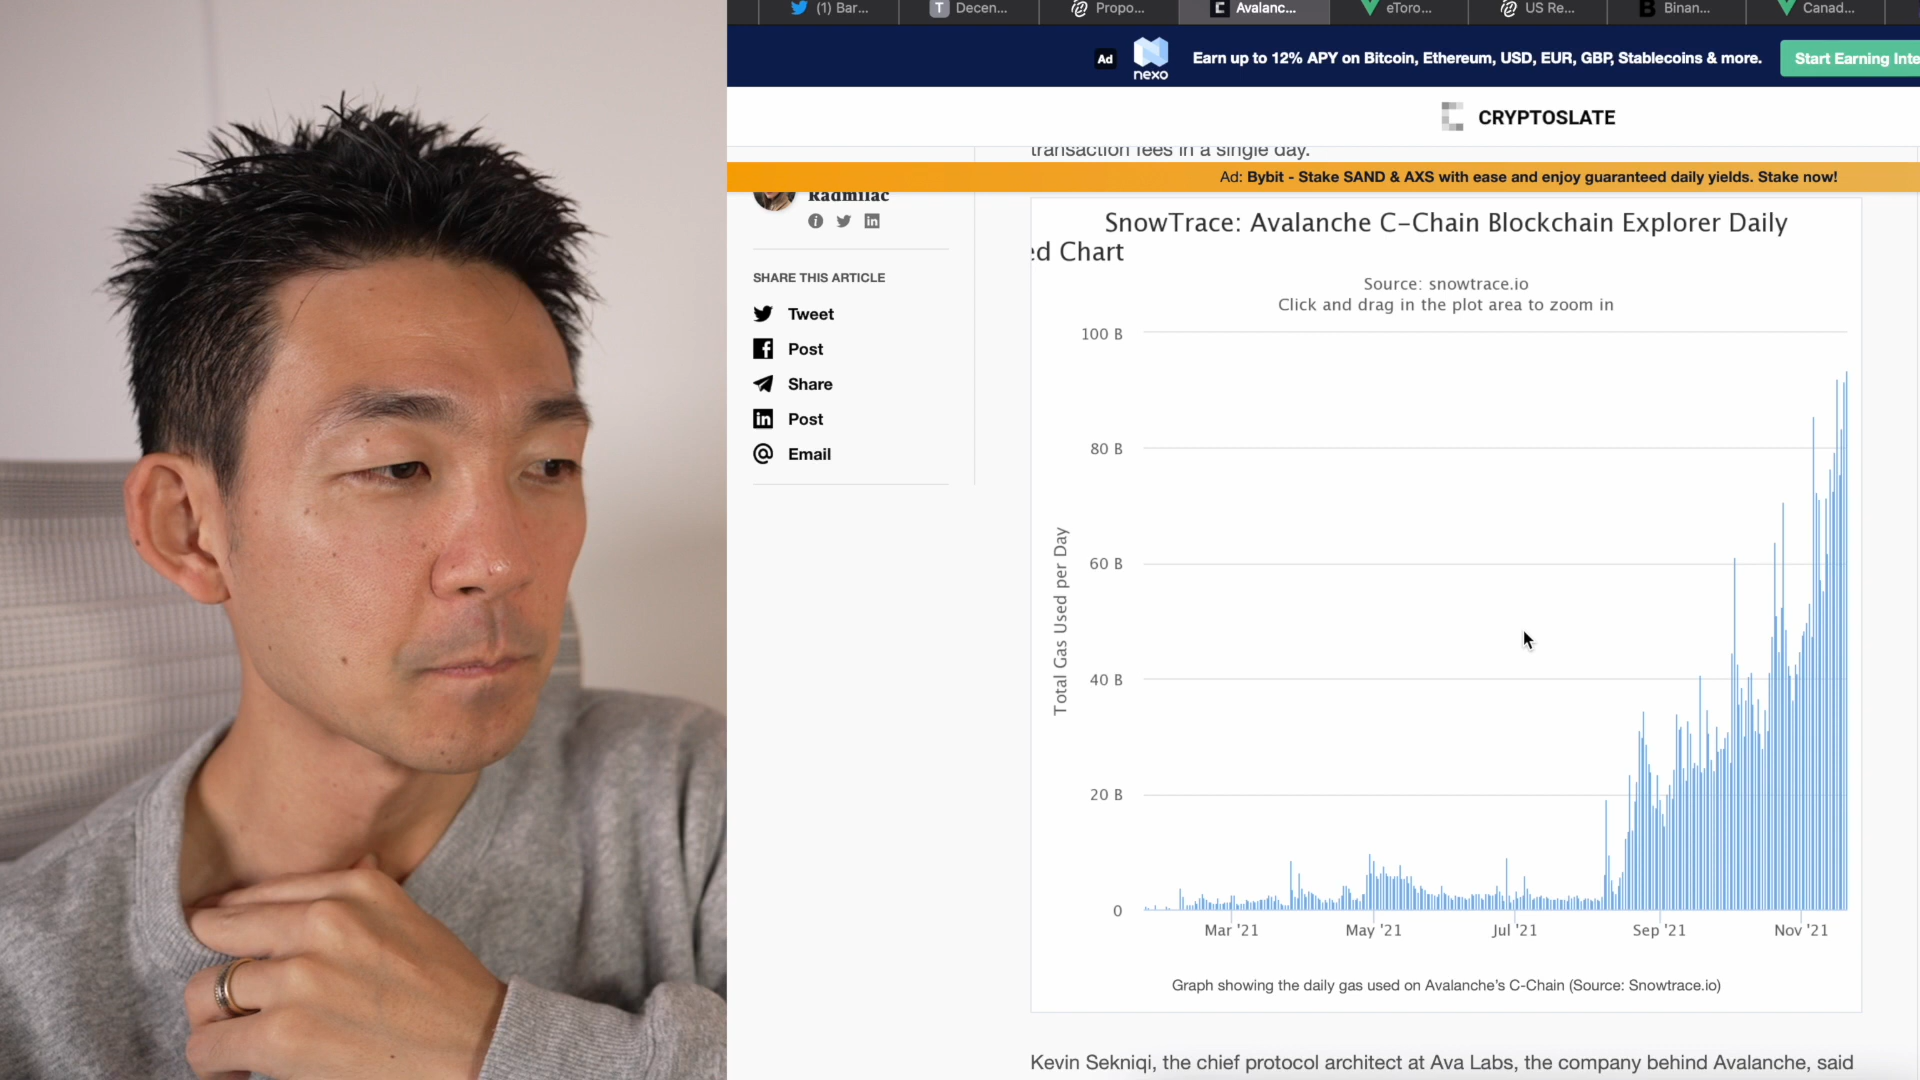 (1) Bar...
T Decen...
Propo...
Avalanc...
eToro...
US Re...
B Binan...
Canad...
Ad
nexo
Earn up to 12% APY on Bitcoin, Ethereum, USD, EUR, GBP, Stablecoins & more.
Start Earning Inte
CRYPTOSLATE
transaction fees in a single day.
Ad: Bybit - Stake SAND & AXS with ease and enjoy guaranteed daily yields. Stake now!
Radmilac
SHARE THIS ARTICLE
Tweet
Post
Share
Post
Email
SnowTrace: Avalanche C-Chain Blockchain Explorer Daily
ed Chart
Source: snowtrace.io
Click and drag in the plot area to zoom in
Total Gas Used per Day
100 B
80 B
60 B
40 B
20 B
0
Mar '21
May '21
Jul '21
Sep '21
Nov '21
Graph showing the daily gas used on Avalanche's C-Chain (Source: Snowtrace.io)
Kevin Sekniqi, the chief protocol architect at Ava Labs, the company behind Avalanche, said